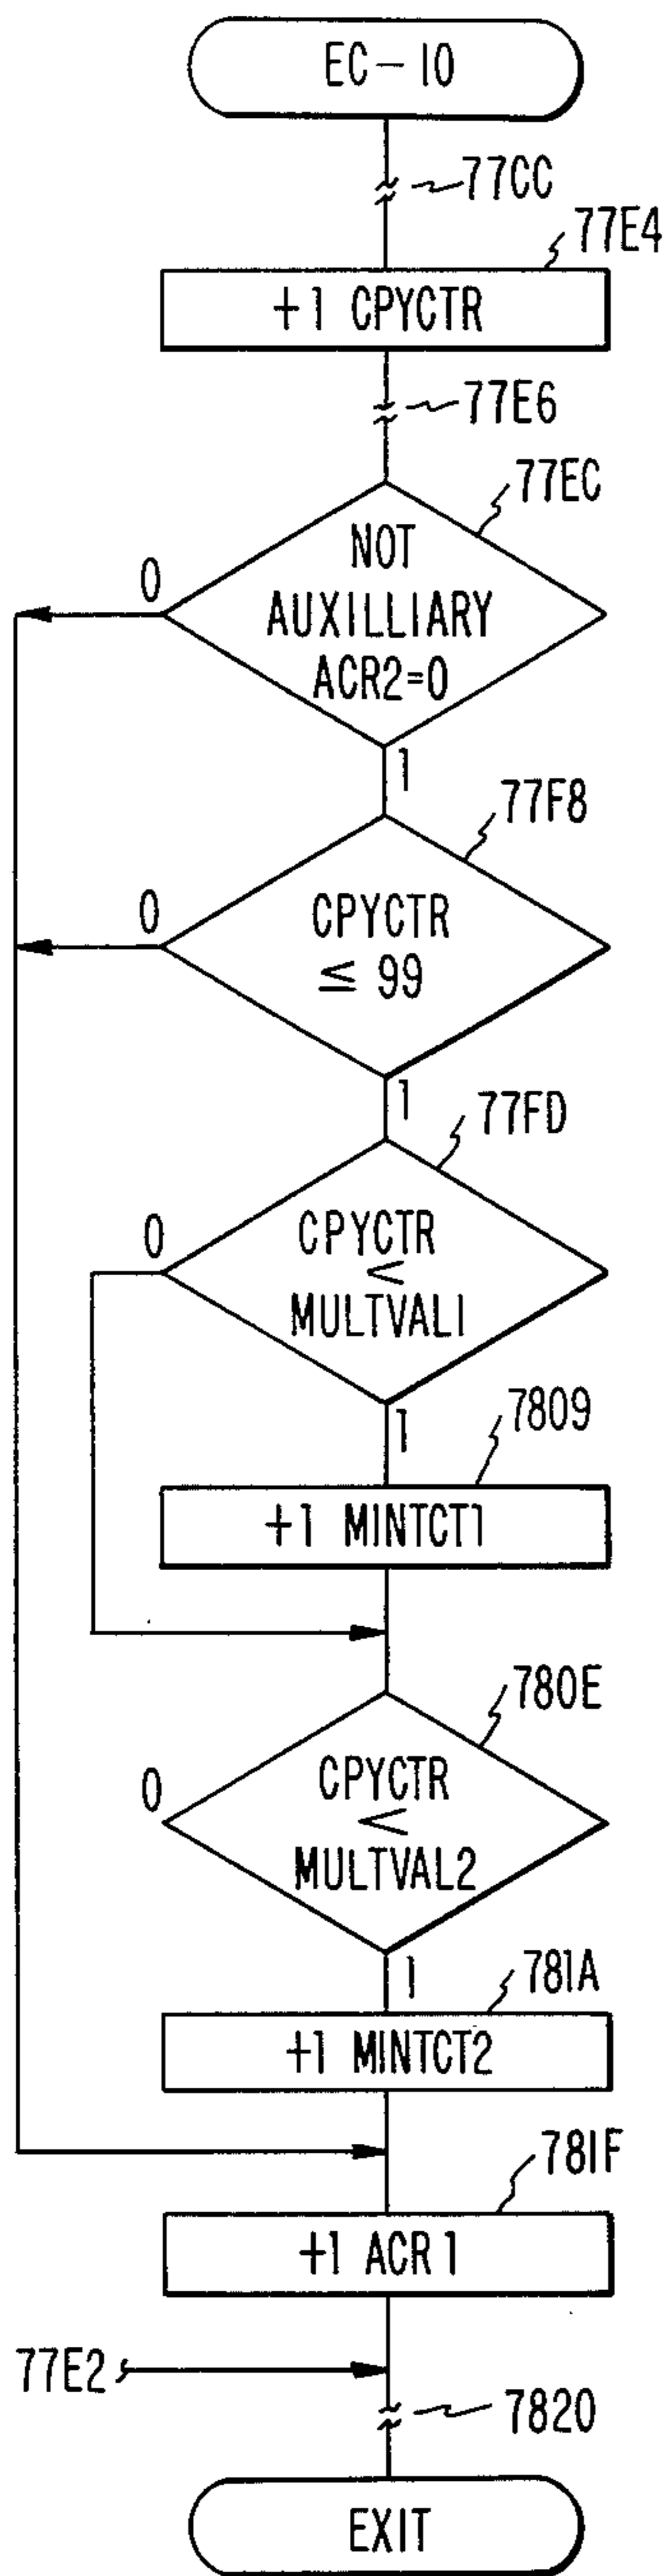 EC-10
77CC
77E4
+1 CPYCTR
77E6
77EC
0
NOT
AUXILLIARY
ACR2=0
1
77F8
0
CPYCTR
≤ 99
1
77FD
0
CPYCTR
<
MULTVAL1
1
7809
+1 MINTCT1
780E
0
CPYCTR
<
MULTVAL2
1
781A
+1 MINTCT2
781F
+1 ACR1
77E2
7820
EXIT